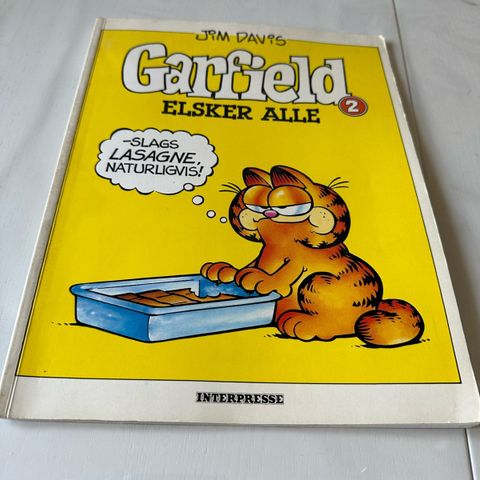 JIM DAVIS
Garfield
2
ELSKER ALLE
-SLAGS
LASAGNE,
NATURLIGVIS!
INTERPRESSE